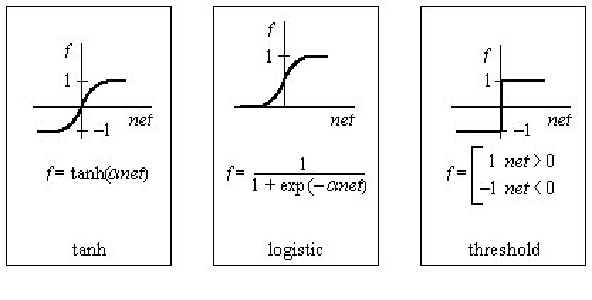 f
1
net
-1
f = tanh(αnet)
tanh
f
1
net
f = 1
1 + exp(-αnet)
logistic
f
1
net
-1
f = [ 1 net > 0
-1 net < 0
threshold